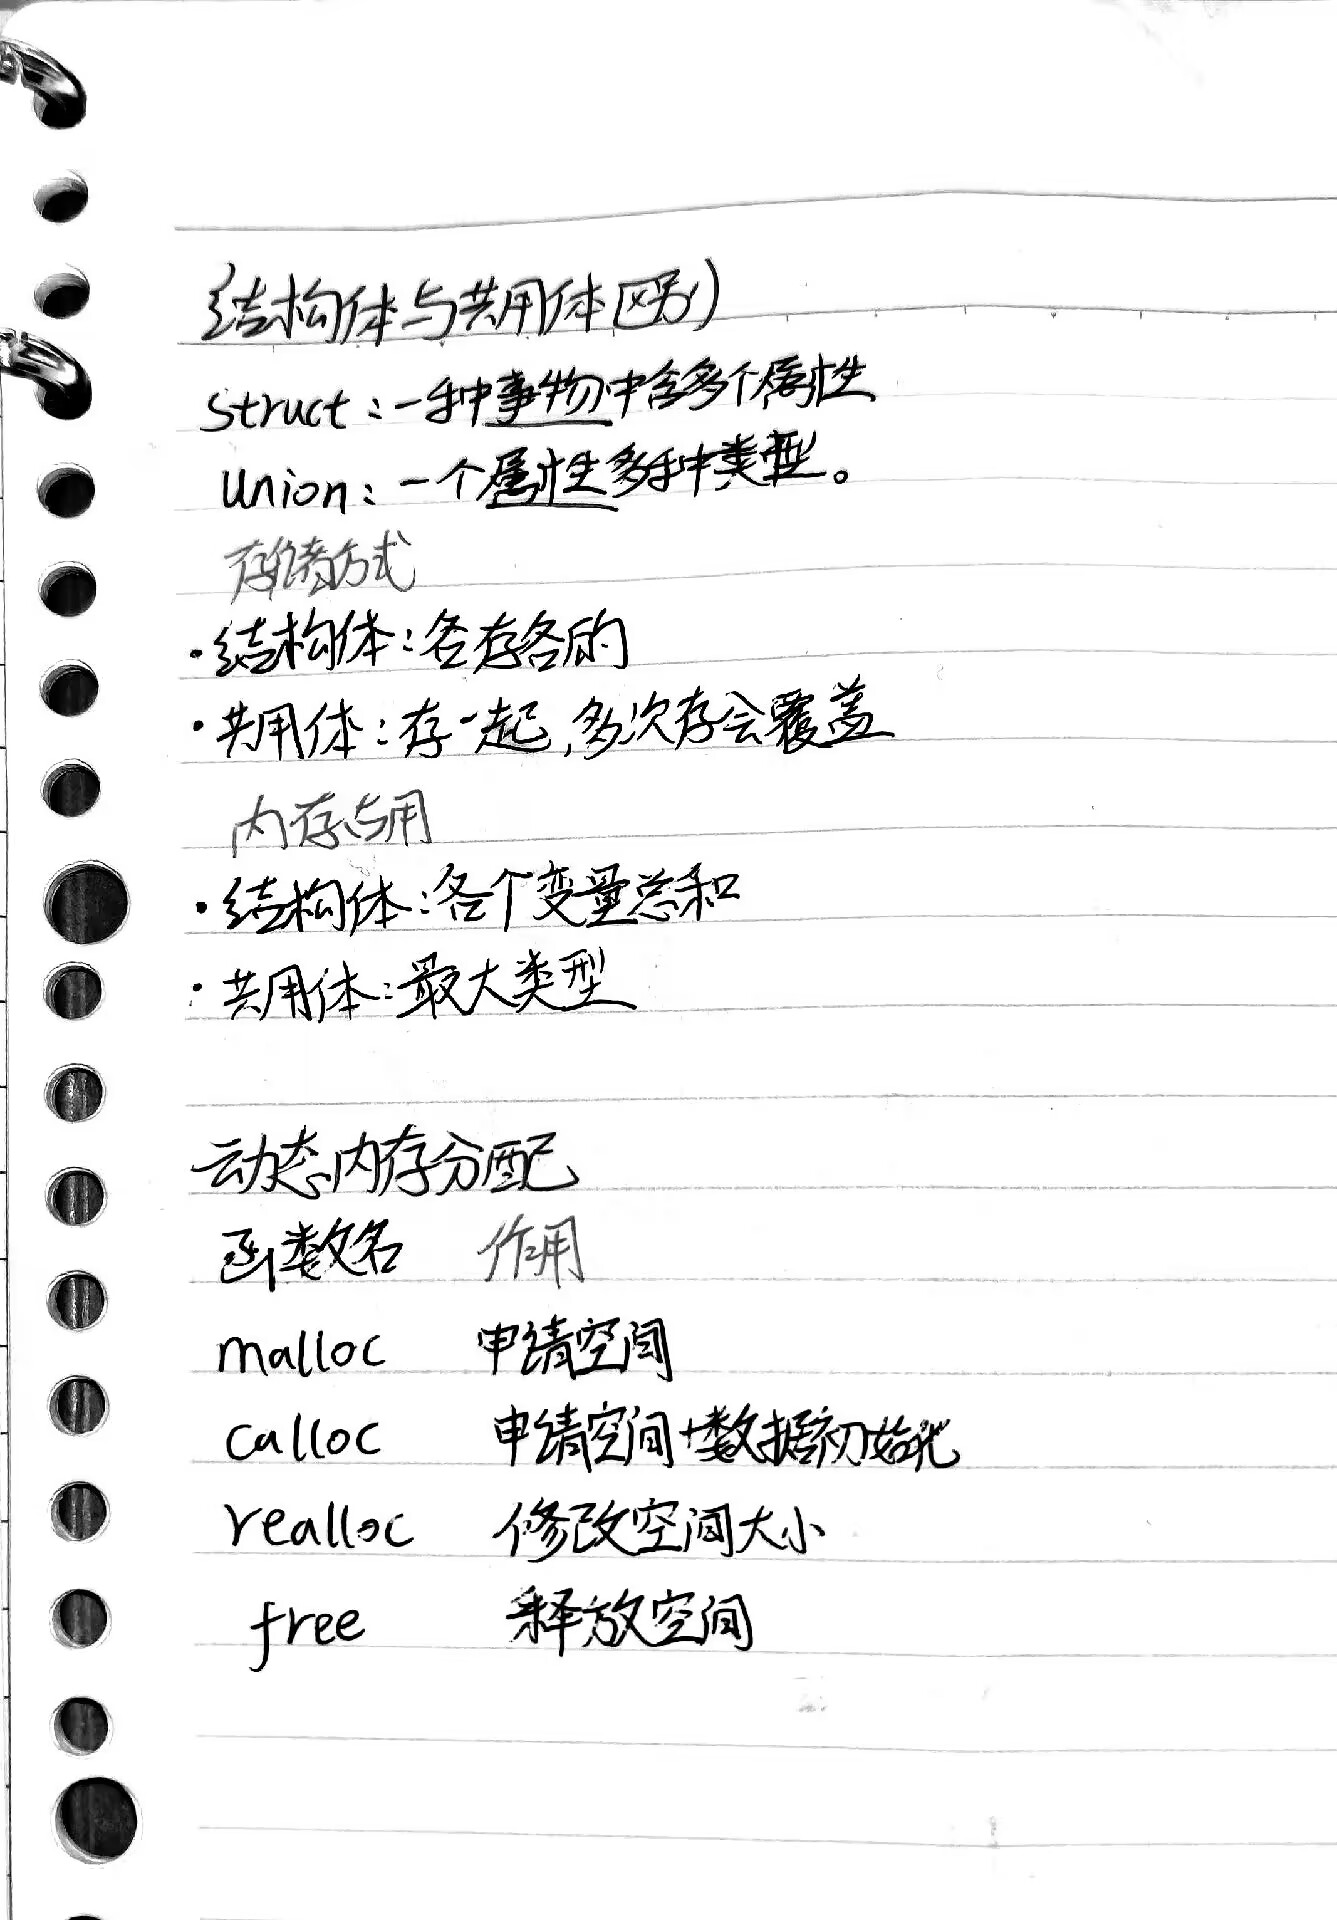 结构体与共用体区别
struct：一种事物中含多个属性
union：一个属性多种类型。
存储方式
·结构体：各存各的
·共用体：存一起，多次存会覆盖
内存占用
·结构体：各个变量总和
·共用体：最大类型
动态内存分配
函数名 作用
malloc 申请空间
calloc 申请空间+数据初始化
realloc 修改空间大小
free 释放空间